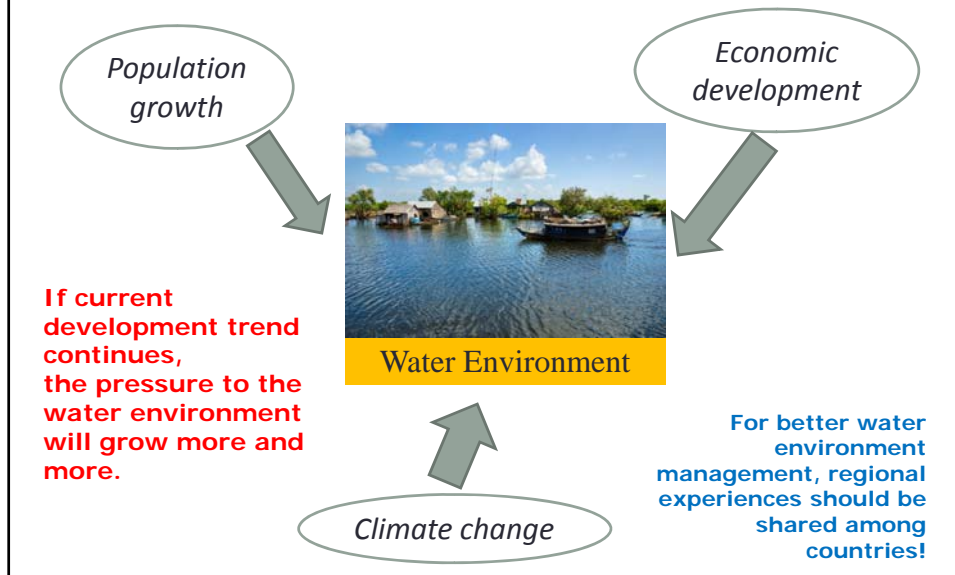 Population
growth
Economic
development
If current
development trend
continues,
the pressure to the
water environment
will grow more and
more.
Water Environment
For better water
environment
management, regional
experiences should be
shared among
countries!
Climate change